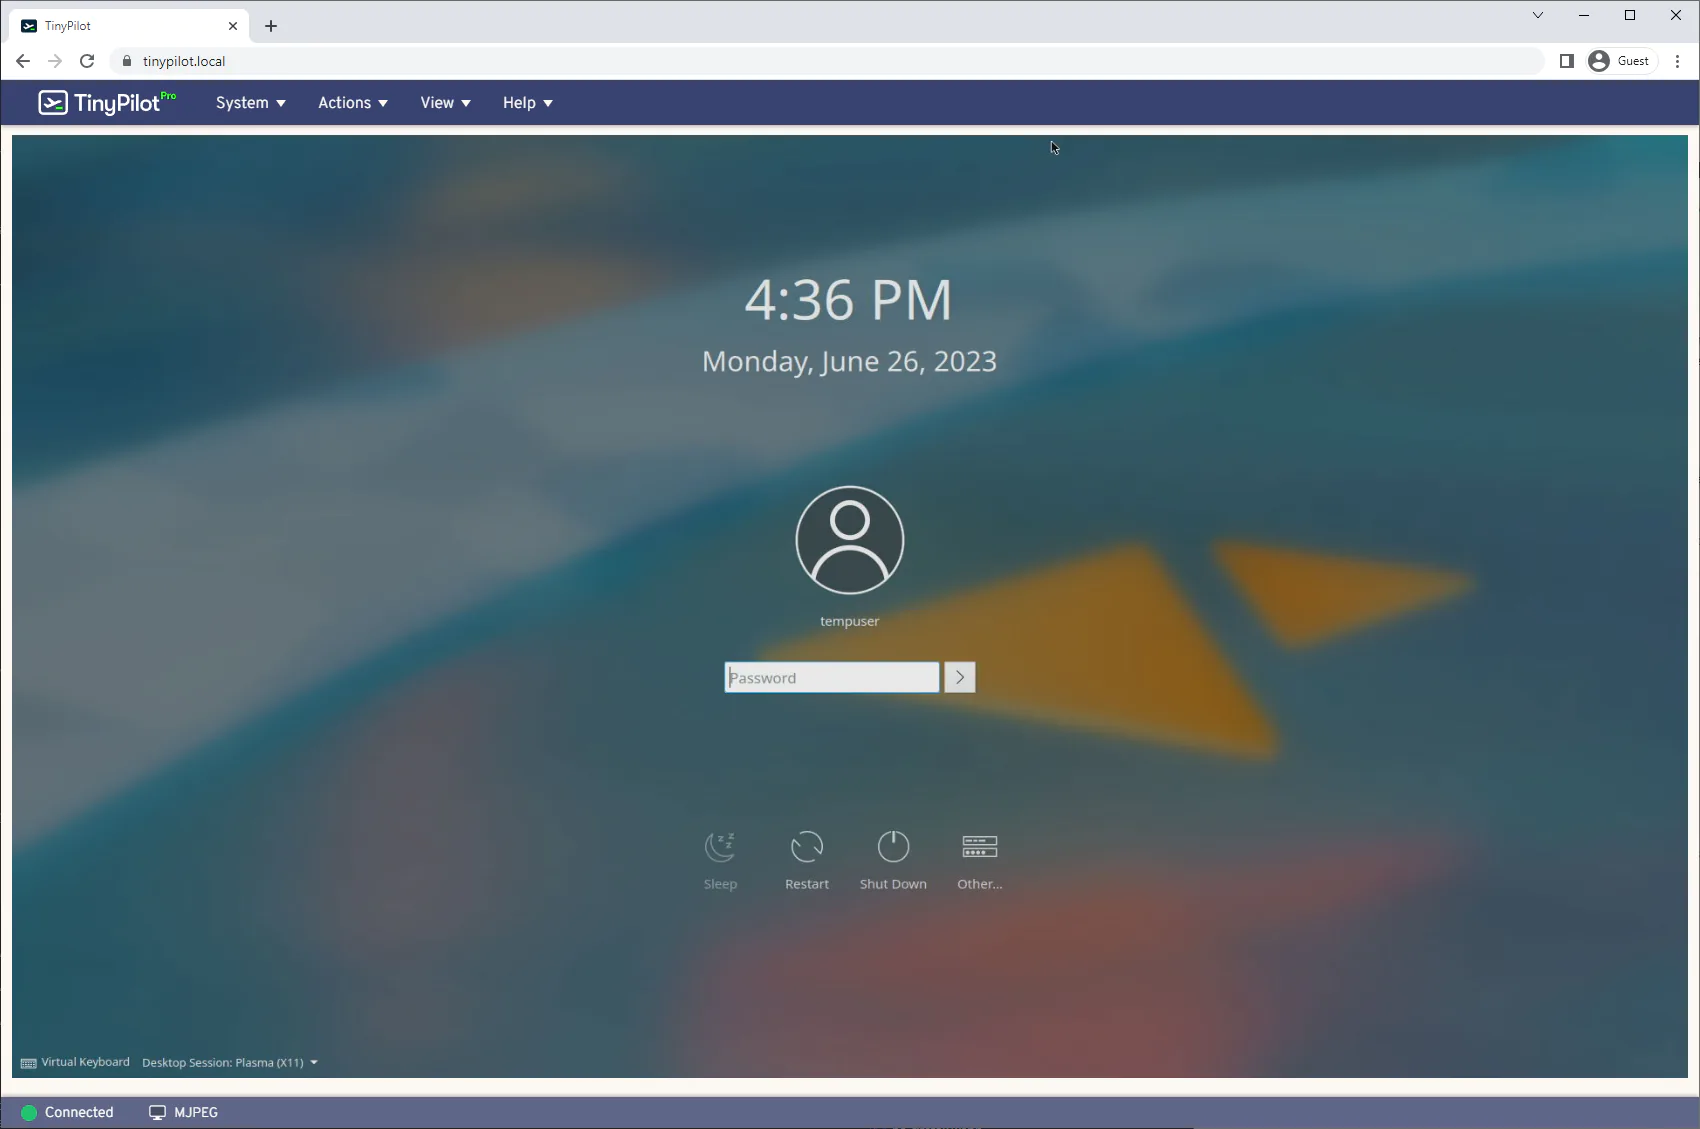 TinyPilot
tinypilot.local
Guest
TinyPilot Pro
System
Actions
View
Help
4:36 PM
Monday, June 26, 2023
tempuser
Password
Sleep
Restart
Shut Down
Other...
Virtual Keyboard
Desktop Session: Plasma (X11)
Connected
MJPEG